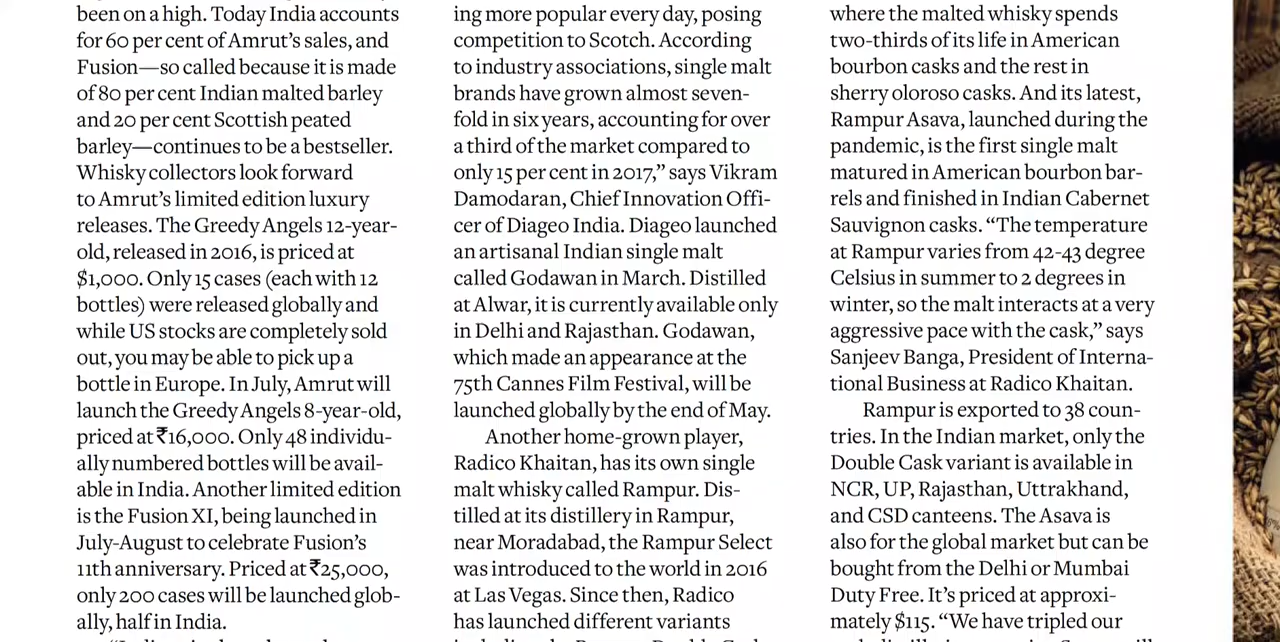 been on a high. Today India accounts
for 60 per cent of Amrut's sales, and
Fusion—so called because it is made
of 80 per cent Indian malted barley
and 20 per cent Scottish peated
barley—continues to be a bestseller.
Whisky collectors look forward
to Amrut's limited edition luxury
releases. The Greedy Angels 12-year-
old, released in 2016, is priced at
$1,000. Only 15 cases (each with 12
bottles) were released globally and
while US stocks are completely sold
out, you may be able to pick up a
bottle in Europe. In July, Amrut will
launch the Greedy Angels 8-year-old,
priced at ₹16,000. Only 48 individu-
ally numbered bottles will be avail-
able in India. Another limited edition
is the Fusion XI, being launched in
July-August to celebrate Fusion's
11th anniversary. Priced at ₹25,000,
only 200 cases will be launched glob-
ally, half in India.
ing more popular every day, posing
competition to Scotch. According
to industry associations, single malt
brands have grown almost seven-
fold in six years, accounting for over
a third of the market compared to
only 15 per cent in 2017,” says Vikram
Damodaran, Chief Innovation Offi-
cer of Diageo India. Diageo launched
an artisanal Indian single malt
called Godawan in March. Distilled
at Alwar, it is currently available only
in Delhi and Rajasthan. Godawan,
which made an appearance at the
75th Cannes Film Festival, will be
launched globally by the end of May.
Another home-grown player,
Radico Khaitan, has its own single
malt whisky called Rampur. Dis-
tilled at its distillery in Rampur,
near Moradabad, the Rampur Select
was introduced to the world in 2016
at Las Vegas. Since then, Radico
has launched different variants
where the malted whisky spends
two-thirds of its life in American
bourbon casks and the rest in
sherry oloroso casks. And its latest,
Rampur Asava, launched during the
pandemic, is the first single malt
matured in American bourbon bar-
rels and finished in Indian Cabernet
Sauvignon casks. “The temperature
at Rampur varies from 42-43 degree
Celsius in summer to 2 degrees in
winter, so the malt interacts at a very
aggressive pace with the cask,” says
Sanjeev Banga, President of Interna-
tional Business at Radico Khaitan.
Rampur is exported to 38 coun-
tries. In the Indian market, only the
Double Cask variant is available in
NCR, UP, Rajasthan, Uttrakhand,
and CSD canteens. The Asava is
also for the global market but can be
bought from the Delhi or Mumbai
Duty Free. It's priced at approxi-
mately $115. “We have tripled our